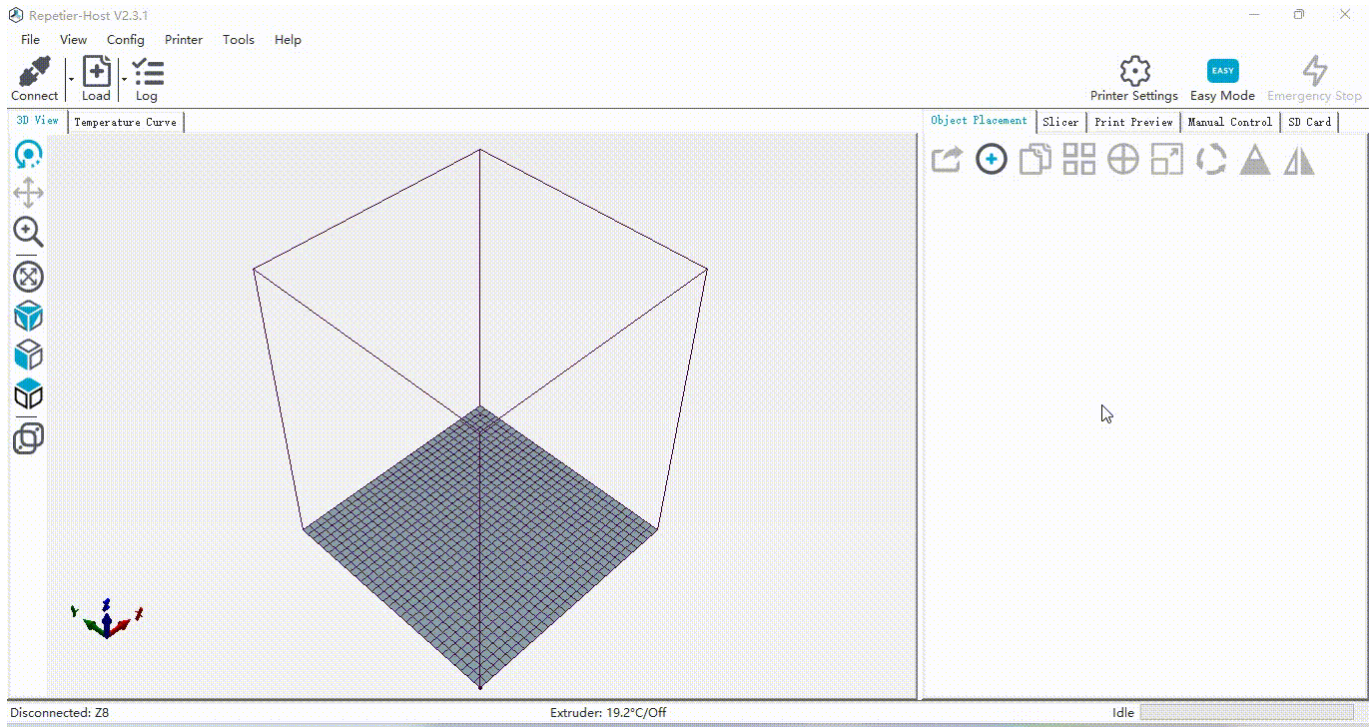 Repetier-Host V2.3.1
File View Config Printer Tools Help
Connect Load Log Printer Settings EASY Easy Mode Emergency Stop
3D View Temperature Curve Object Placement Slicer Print Preview Manual Control SD Card
Y Z X
Disconnected: Z8 Extruder: 19.2°C/Off Idle